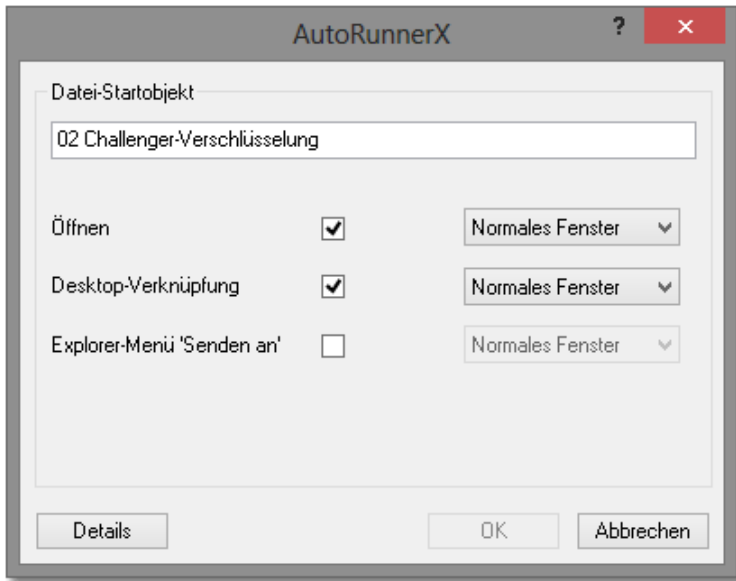 AutoRunnerX
?
Datei-Startobjekt
02 Challenger-Verschlüsselung
Öffnen Normales Fenster
Desktop-Verknüpfung Normales Fenster
Explorer-Menü 'Senden an' Normales Fenster
Details OK Abbrechen